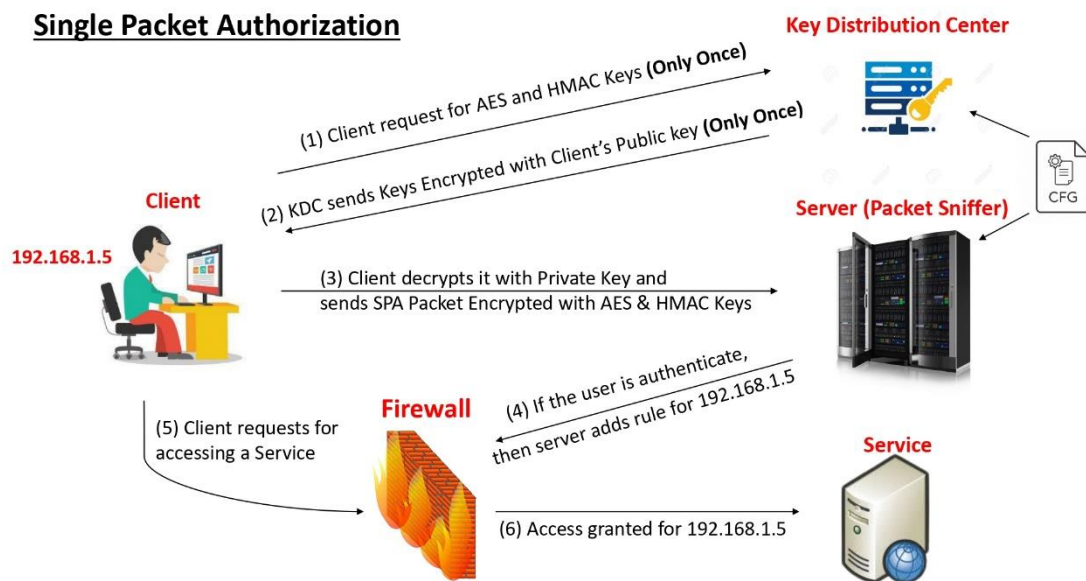 Single Packet Authorization
Key Distribution Center
(1) Client request for AES and HMAC Keys (Only Once)
(2) KDC sends Keys Encrypted with Client's Public key (Only Once)
CFG
Client
192.168.1.5
Server (Packet Sniffer)
(3) Client decrypts it with Private Key and
sends SPA Packet Encrypted with AES & HMAC Keys
(4) If the user is authenticate,
then server adds rule for 192.168.1.5
Firewall
(5) Client requests for
accessing a Service
Service
(6) Access granted for 192.168.1.5